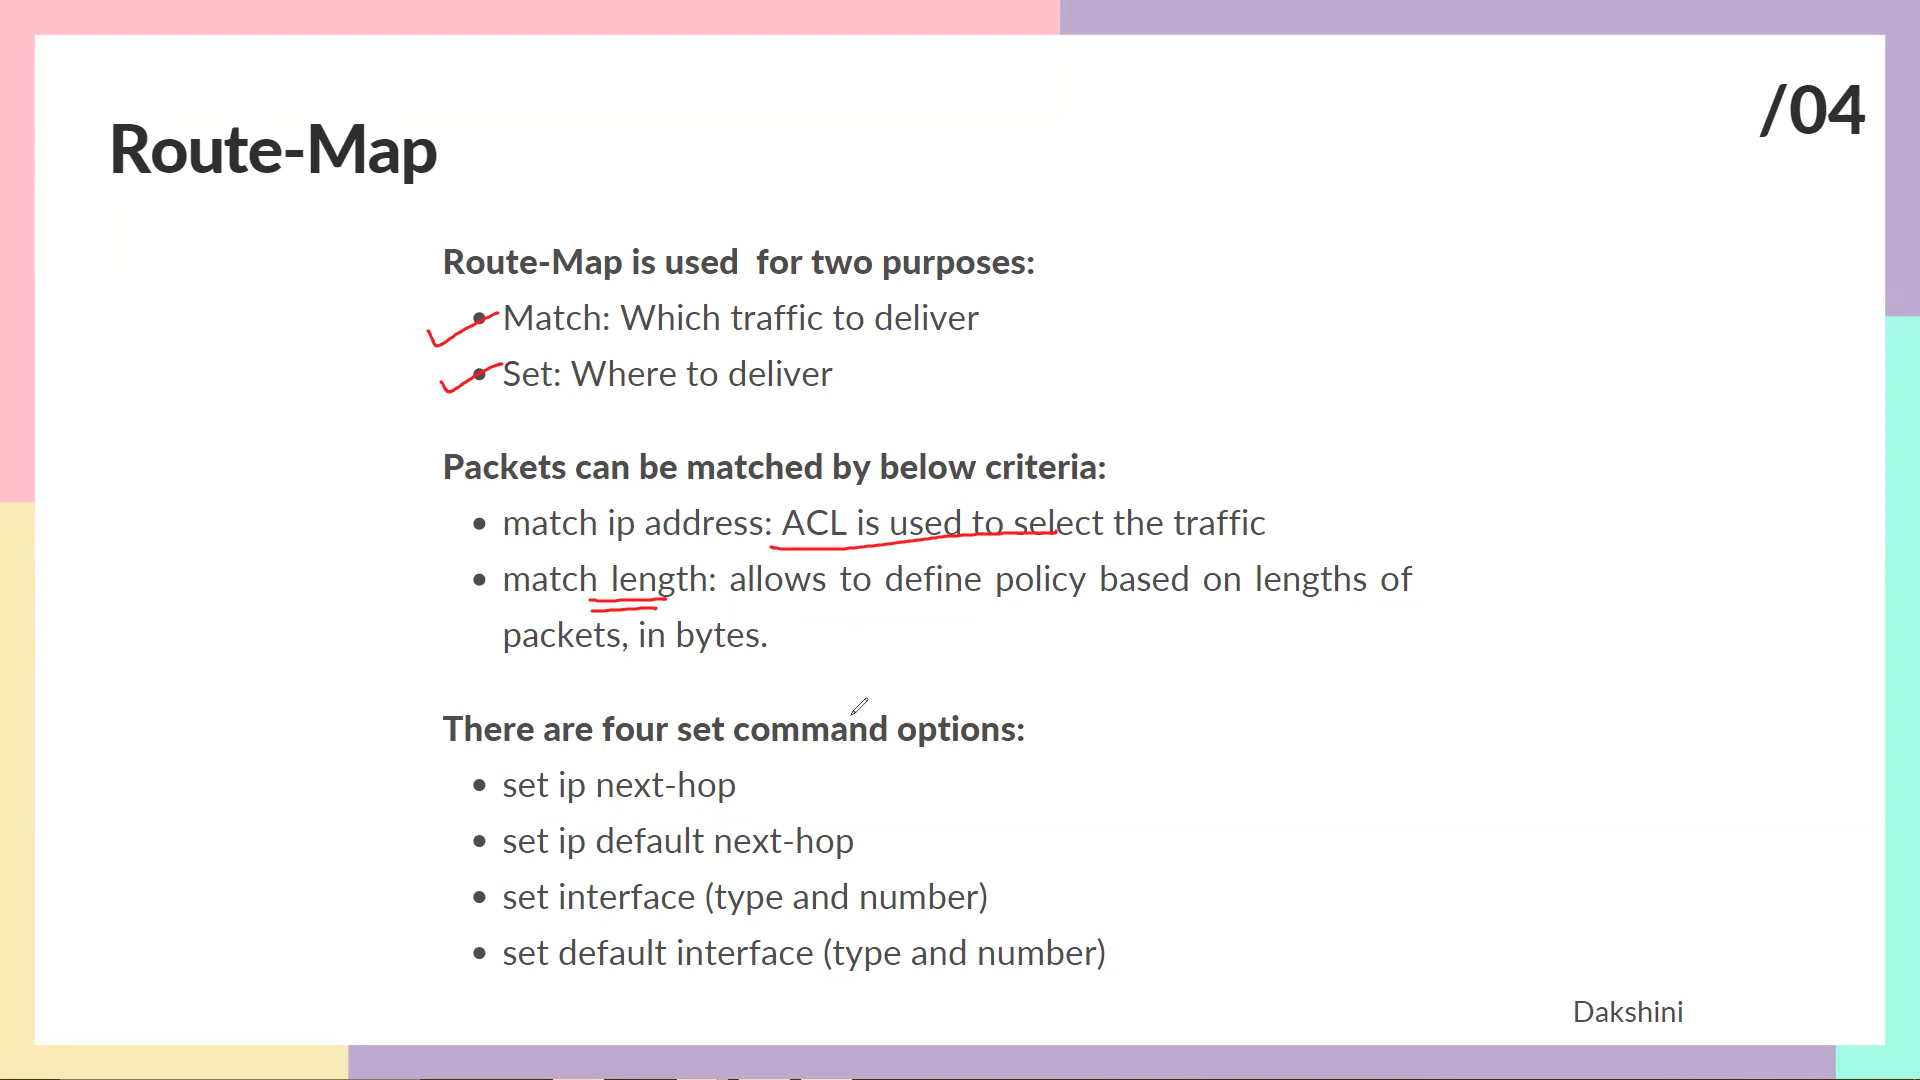 /04
Route-Map
Route-Map is used for two purposes:
• Match: Which traffic to deliver
• Set: Where to deliver
Packets can be matched by below criteria:
• match ip address: ACL is used to select the traffic
• match length: allows to define policy based on lengths of
packets, in bytes.
There are four set command options:
• set ip next-hop
• set ip default next-hop
• set interface (type and number)
• set default interface (type and number)
Dakshini